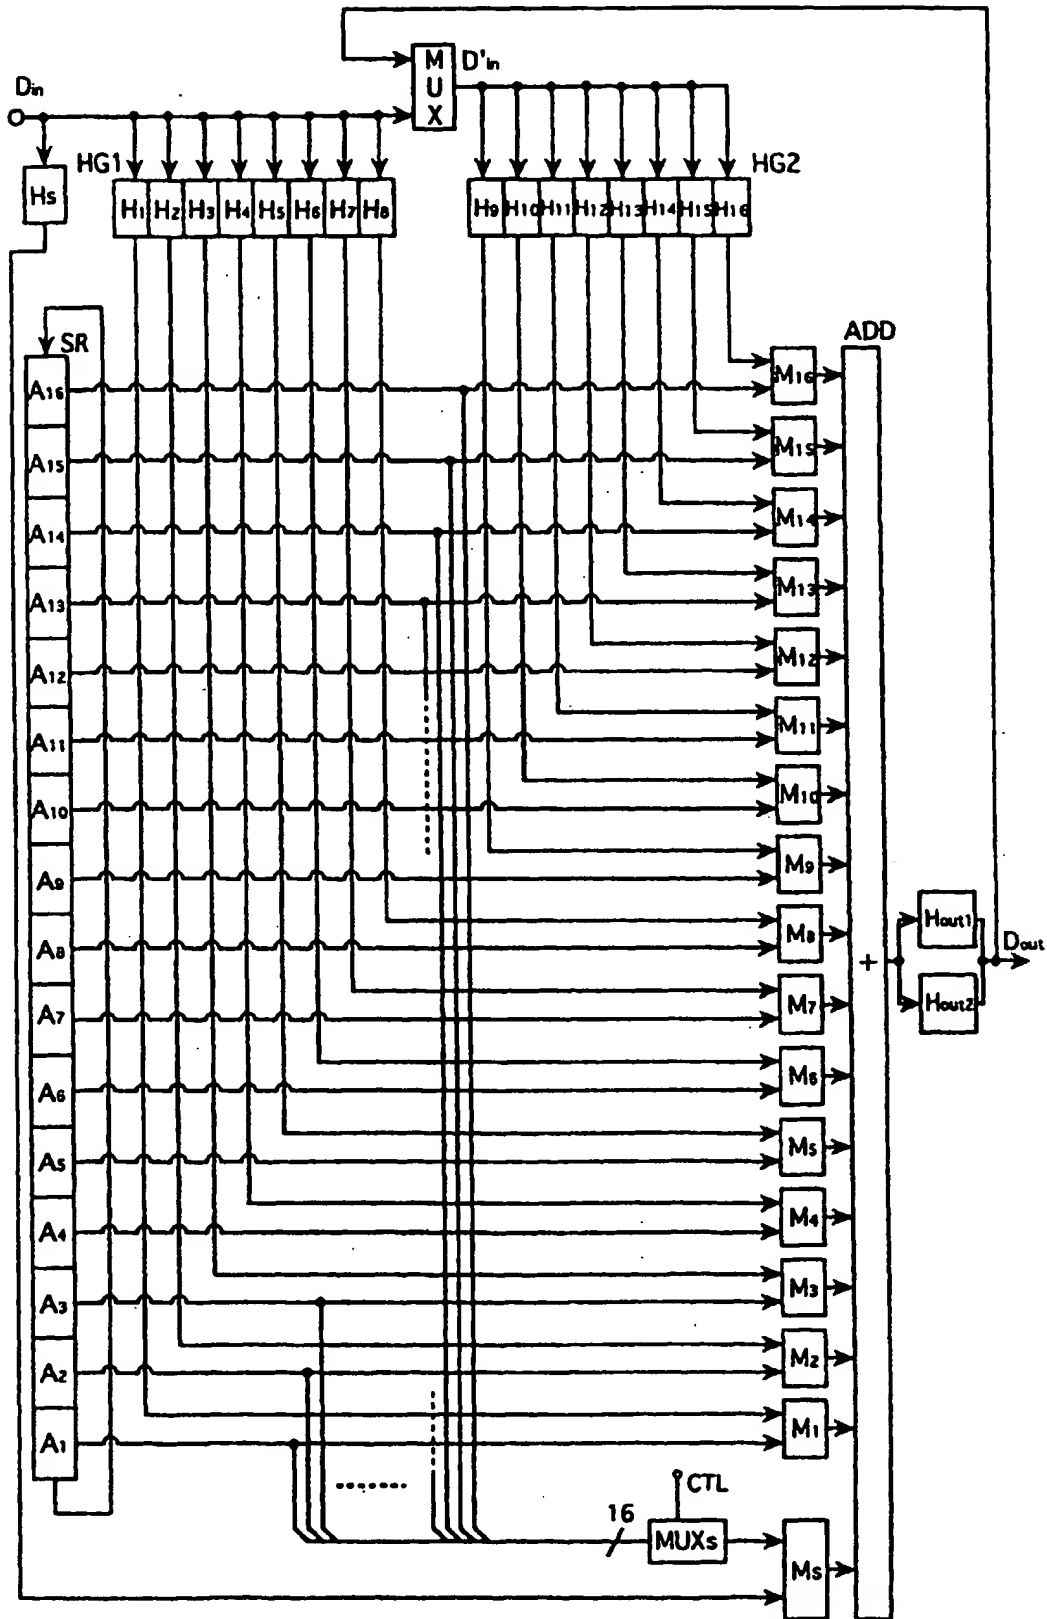 Din
M
U
X
D'in
HG1
HG2
Hs
H1 H2 H3 H4 H5 H6 H7 H8
H9 H10 H11 H12 H13 H14 H15 H16
SR
ADD
A16
M16
A15
M15
A14
M14
A13
M13
A12
M12
A11
M11
A10
M10
A9
M9
A8
M8
Hout1
Dout
+
A7
M7
Hout2
A6
M6
A5
M5
A4
M4
A3
M3
A2
M2
A1
M1
CTL
16
MUXs
Ms